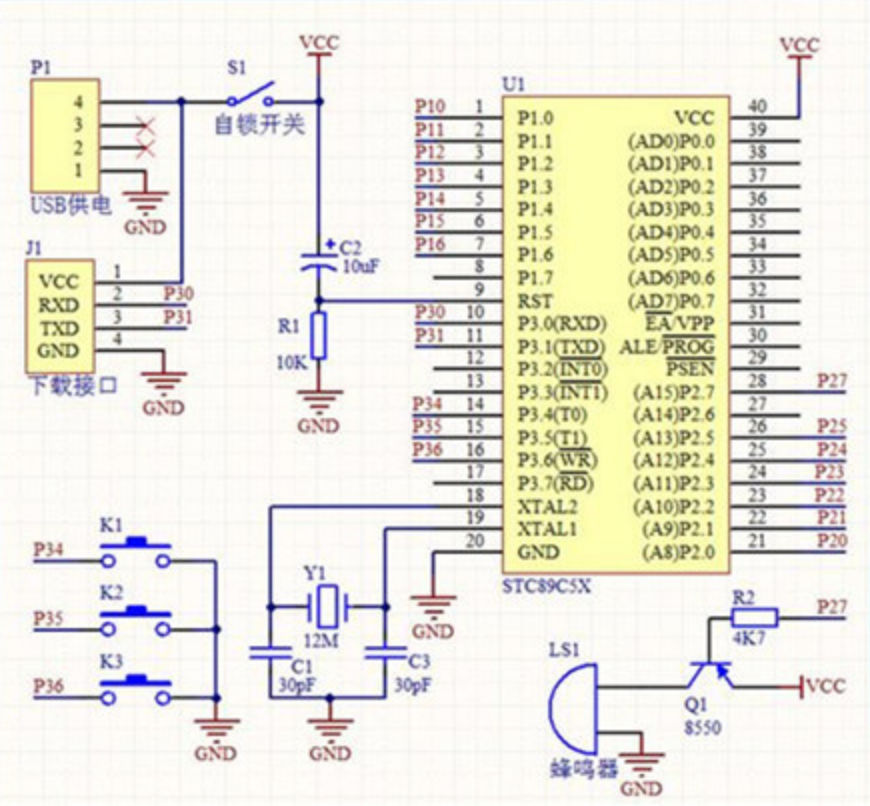 VCC
P1
4
3
2
1
USB供电
GND
S1
自锁开关
J1
VCC 1
RXD 2 P30
TXD 3 P31
GND 4
下载接口
GND
C2
10uF
R1
10K
GND
VCC
U1
P10 1 P1.0
P11 2 P1.1
P12 3 P1.2
P13 4 P1.3
P14 5 P1.4
P15 6 P1.5
P16 7 P1.6
8 P1.7
9 RST
P30 10 P3.0(RXD)
P31 11 P3.1(TXD)
12 P3.2(INT0)
13 P3.3(INT1)
P34 14 P3.4(T0)
P35 15 P3.5(T1)
P36 16 P3.6(WR)
17 P3.7(RD)
18 XTAL2
19 XTAL1
20 GND
VCC 40
(AD0)P0.0 39
(AD1)P0.1 38
(AD2)P0.2 37
(AD3)P0.3 36
(AD4)P0.4 35
(AD5)P0.5 34
(AD6)P0.6 33
(AD7)P0.7 32
EA/VPP 31
ALE/PROG 30
PSEN 29
(A15)P2.7 28 P27
(A14)P2.6 27
(A13)P2.5 26 P25
(A12)P2.4 25 P24
(A11)P2.3 24 P23
(A10)P2.2 23 P22
(A9)P2.1 22 P21
(A8)P2.0 21 P20
STC89C5X
GND
K1
P34
K2
P35
K3
P36
GND
Y1
12M
C1
30pF
C3
30pF
GND
R2
4K7
P27
LS1
Q1
8550
VCC
蜂鸣器
GND